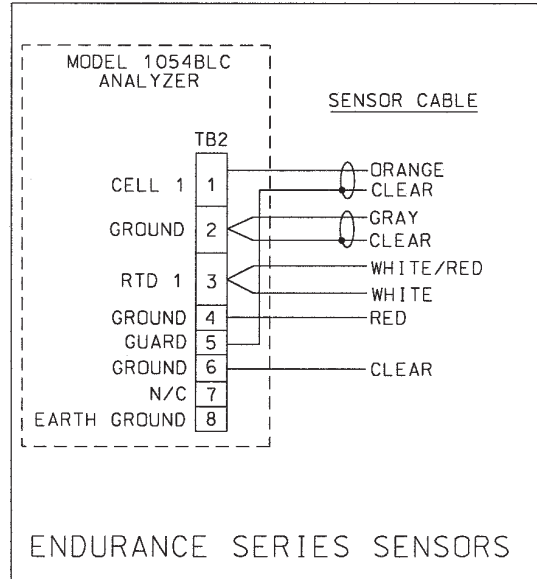 MODEL 1054BLC
ANALYZER
SENSOR CABLE
TB2
CELL 1 1 ORANGE
CLEAR
GROUND 2 GRAY
CLEAR
RTD 1 3 WHITE/RED
WHITE
GROUND 4 RED
GUARD 5
GROUND 6 CLEAR
N/C 7
EARTH GROUND 8
ENDURANCE SERIES SENSORS